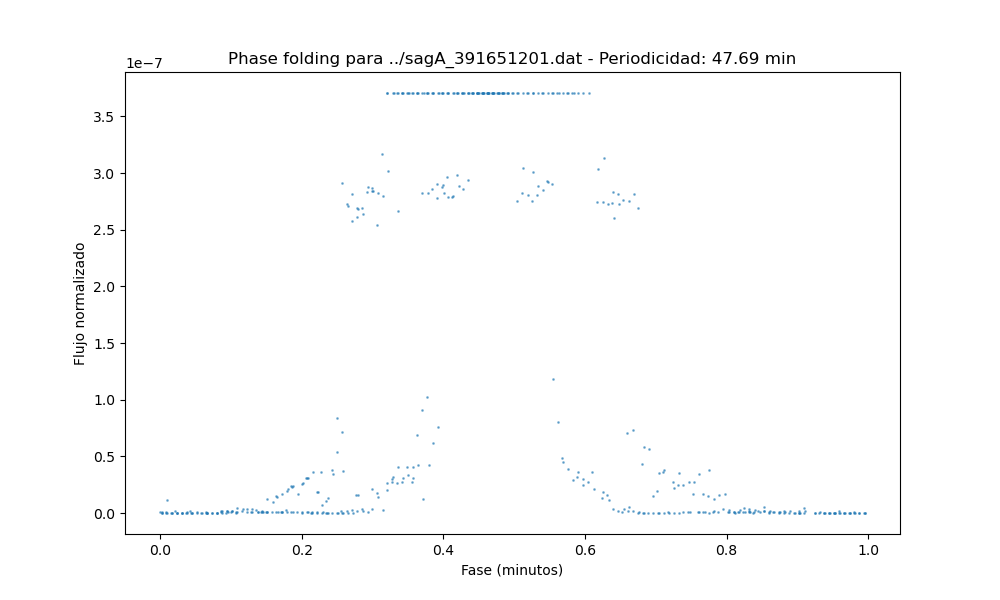 Phase folding para ../sagA_391651201.dat - Periodicidad: 47.69 min
1e−7
3.5
3.0
2.5
2.0
1.5
1.0
0.5
0.0
Flujo normalizado
0.0 0.2 0.4 0.6 0.8 1.0
Fase (minutos)